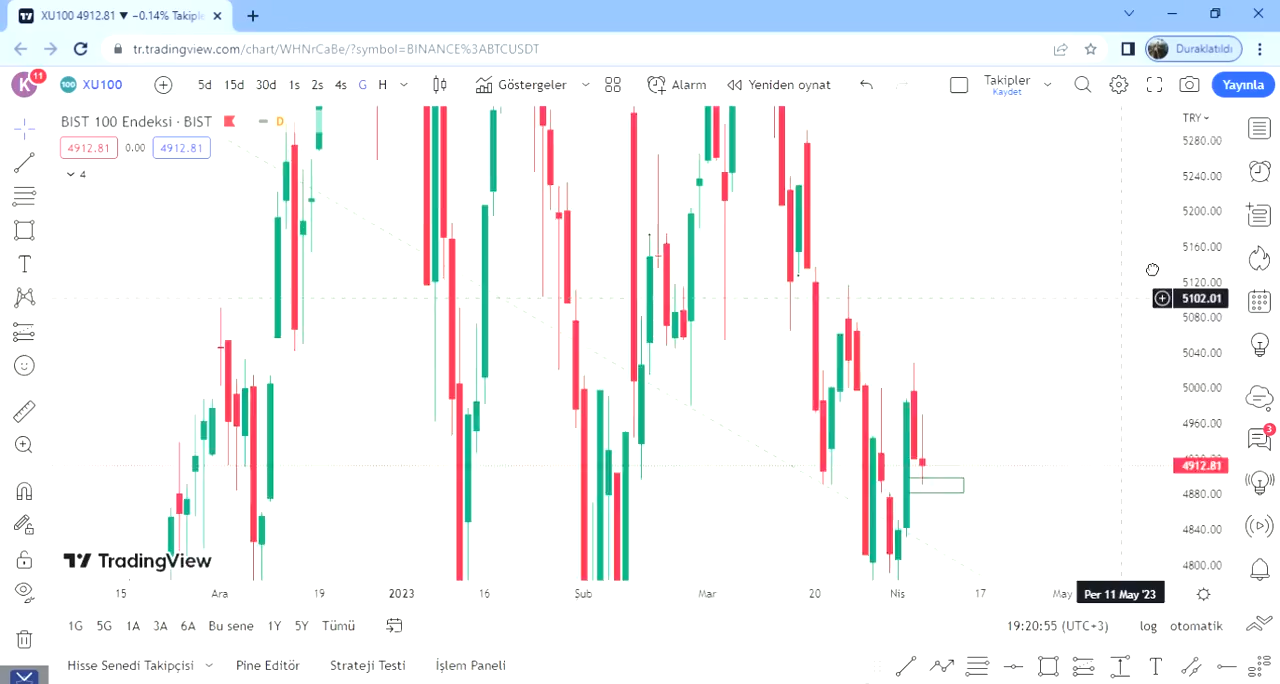 XU100 4912.81 ▼ −0.14% Takiple
tr.tradingview.com/chart/WHNrCaBe/?symbol=BINANCE%3ABTCUSDT
Duraklatıldı
K 11
100 XU100
5d 15d 30d 1s 2s 4s G H
Göstergeler
Alarm
Yeniden oynat
Takipler
Kaydet
Yayınla
BIST 100 Endeksi · BIST
D
4912.81 0.00 4912.81
4
TRY
5280.00
5240.00
5200.00
5160.00
5120.00
5102.01
5080.00
5040.00
5000.00
4960.00
4912.81
4880.00
4840.00
4800.00
3
TradingView
15 Ara 19 2023 16 Şub Mar 20 Nis 17 May Per 11 May '23
1G 5G 1A 3A 6A Bu sene 1Y 5Y Tümü
19:20:55 (UTC+3) log otomatik
Hisse Senedi Takipçisi Pine Editör Strateji Testi İşlem Paneli